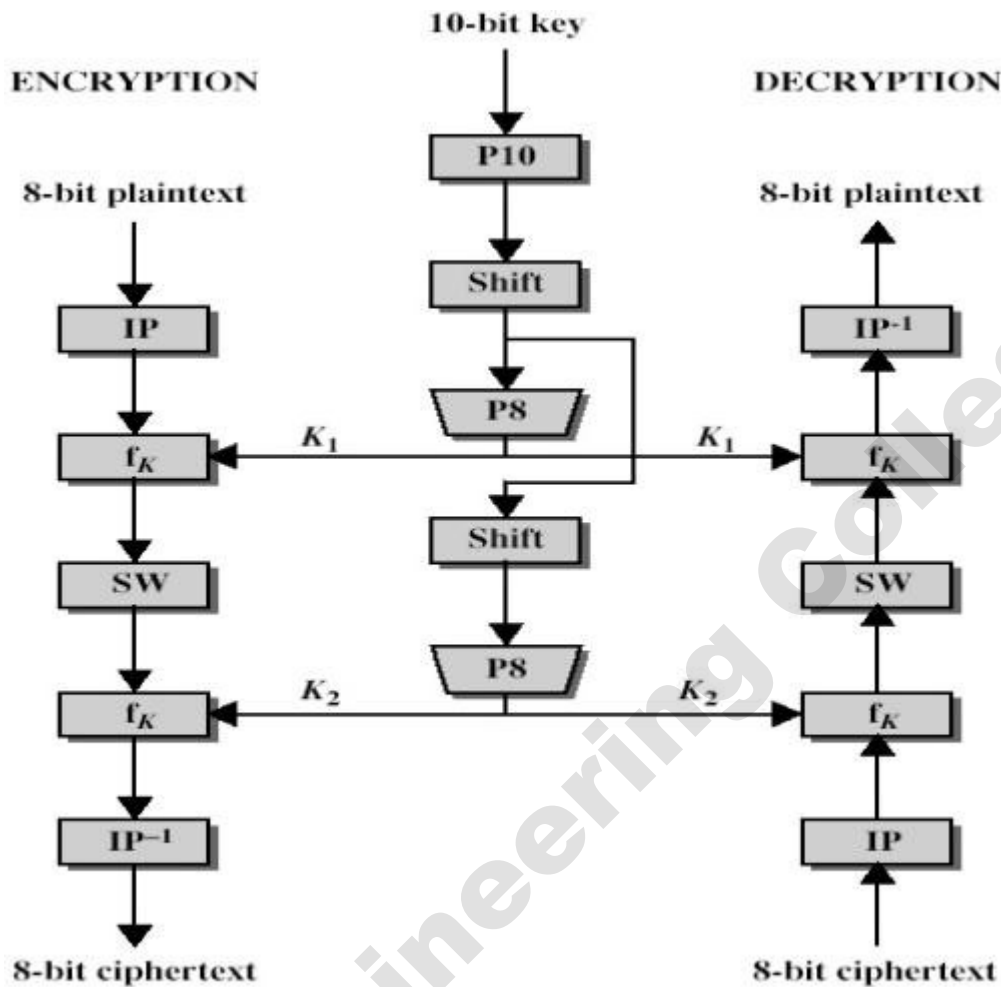 10-bit key
ENCRYPTION
DECRYPTION
P10
8-bit plaintext
8-bit plaintext
Shift
IP
IP-1
P8
K1
K1
fK
fK
Shift
SW
SW
P8
K2
K2
fK
fK
IP–1
IP
8-bit ciphertext
8-bit ciphertext